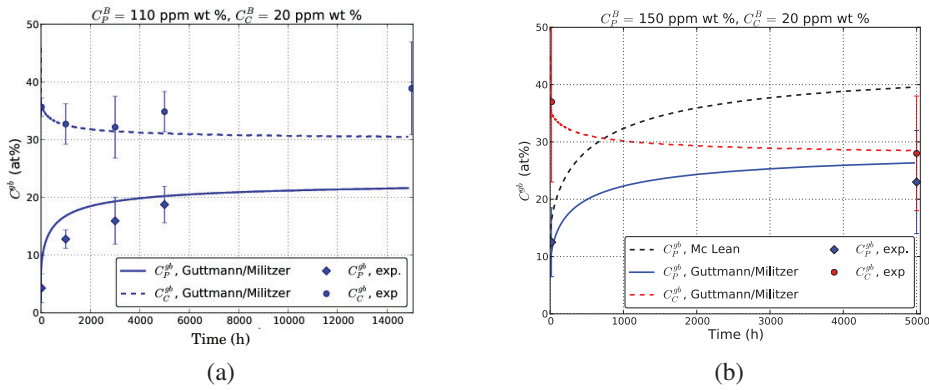 C_P^B = 110 ppm wt %, C_C^B = 20 ppm wt %
50
40
30
20
10
0
C^{gb} (at%)
C_P^{gb}, Guttmann/Militzer
C_C^{gb}, Guttmann/Militzer
C_P^{gb}, exp.
C_C^{gb}, exp
0 2000 4000 6000 8000 10000 12000 14000
Time (h)
(a)
C_P^B = 150 ppm wt %, C_C^B = 20 ppm wt %
50
40
30
20
10
0
C^{gb} (at%)
C_P^{gb}, Mc Lean
C_P^{gb}, Guttmann/Militzer
C_C^{gb}, Guttmann/Militzer
C_P^{gb}, exp.
C_C^{gb}, exp
0 1000 2000 3000 4000 5000
Time (h)
(b)